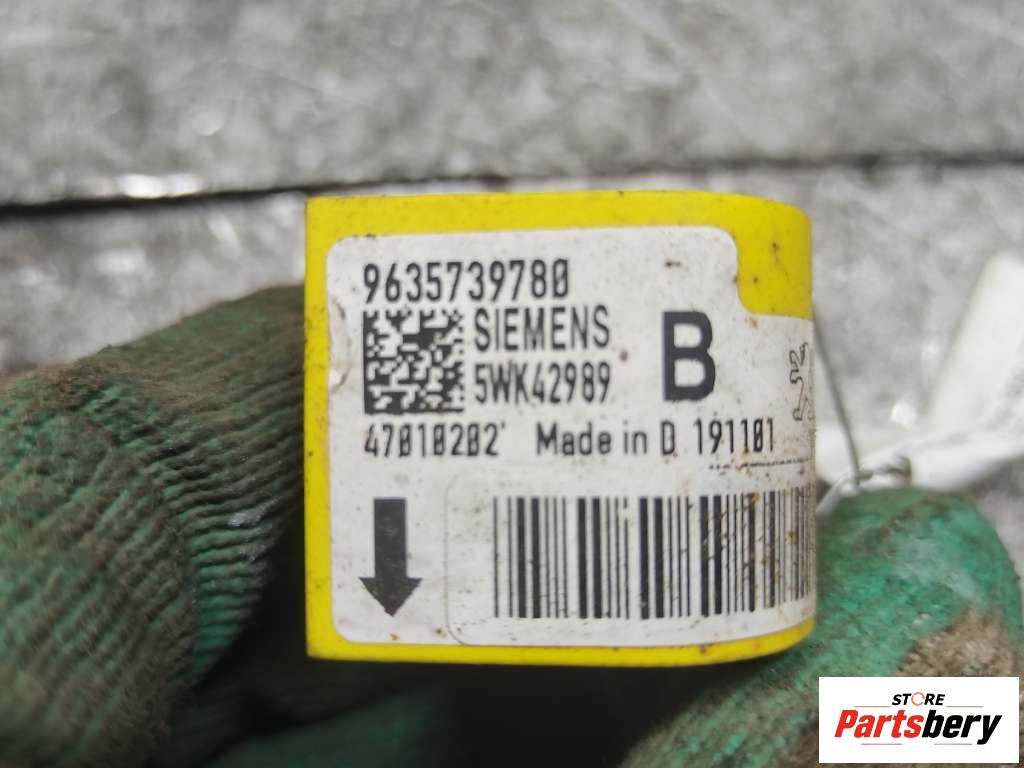 9635739780
SIEMENS
5WK42989
B
47010202' Made in D 191101
STORE
Partsbery